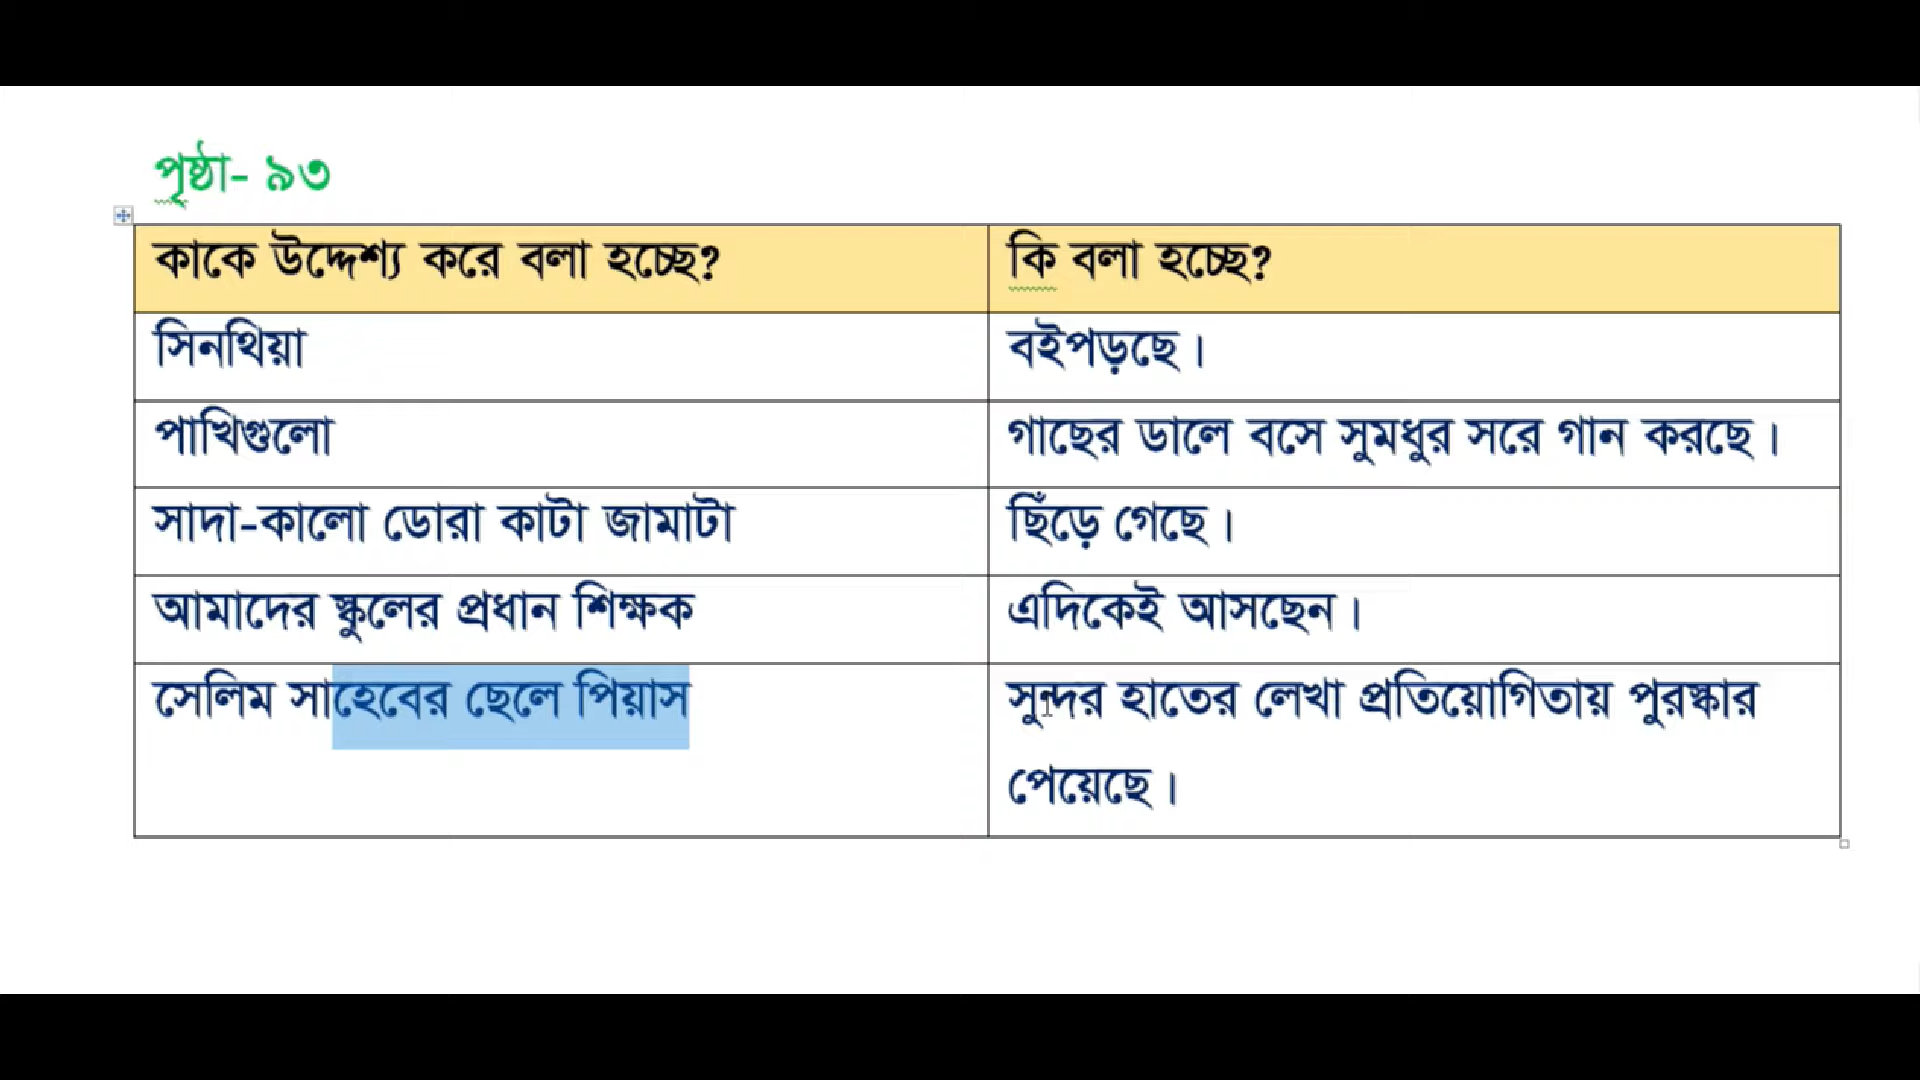 পৃষ্ঠা- ৯৩
কাকে উদ্দেশ্য করে বলা হচ্ছে? কি বলা হচ্ছে?
সিনথিয়া বইপড়ছে।
পাখিগুলো গাছের ডালে বসে সুমধুর সরে গান করছে।
সাদা-কালো ডোরা কাটা জামাটা ছিঁড়ে গেছে।
আমাদের স্কুলের প্রধান শিক্ষক এদিকেই আসছেন।
সেলিম সাহেবের ছেলে পিয়াস সুন্দর হাতের লেখা প্রতিয়োগিতায় পুরস্কার
পেয়েছে।